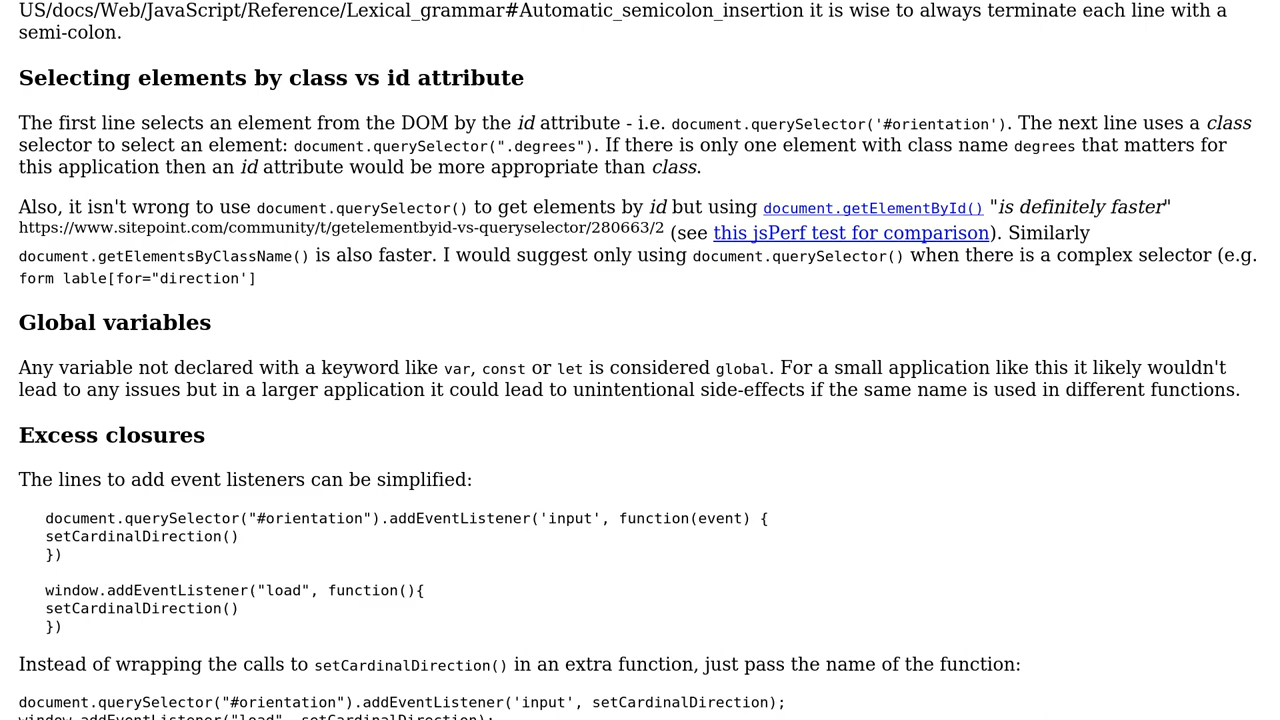 US/docs/Web/JavaScript/Reference/Lexical_grammar#Automatic_semicolon_insertion it is wise to always terminate each line with a
semi-colon.
Selecting elements by class vs id attribute
The first line selects an element from the DOM by the id attribute - i.e. document.querySelector('#orientation'). The next line uses a class
selector to select an element: document.querySelector(".degrees"). If there is only one element with class name degrees that matters for
this application then an id attribute would be more appropriate than class.
Also, it isn't wrong to use document.querySelector() to get elements by id but using document.getElementById() "is definitely faster"
https://www.sitepoint.com/community/t/getelementbyid-vs-queryselector/280663/2 (see this jsPerf test for comparison). Similarly
document.getElementsByClassName() is also faster. I would suggest only using document.querySelector() when there is a complex selector (e.g.
form lable[for="direction']
Global variables
Any variable not declared with a keyword like var, const or let is considered global. For a small application like this it likely wouldn't
lead to any issues but in a larger application it could lead to unintentional side-effects if the same name is used in different functions.
Excess closures
The lines to add event listeners can be simplified:
document.querySelector("#orientation").addEventListener('input', function(event) {
setCardinalDirection()
})
window.addEventListener("load", function(){
setCardinalDirection()
})
Instead of wrapping the calls to setCardinalDirection() in an extra function, just pass the name of the function:
document.querySelector("#orientation").addEventListener('input', setCardinalDirection);
window.addEventListener("load", setCardinalDirection);